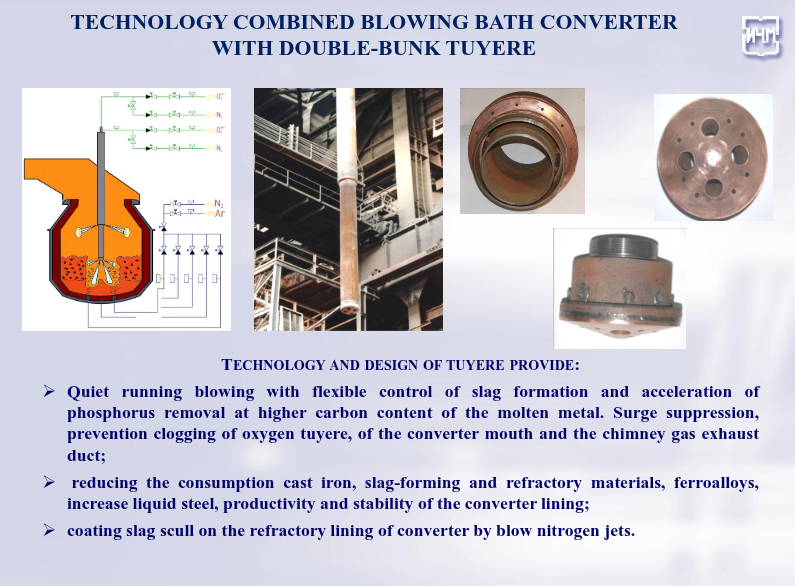 TECHNOLOGY COMBINED BLOWING BATH CONVERTER
WITH DOUBLE-BUNK TUYERE
ИЧМ
N₂
Ar
TECHNOLOGY AND DESIGN OF TUYERE PROVIDE:
➢ Quiet running blowing with flexible control of slag formation and acceleration of
phosphorus removal at higher carbon content of the molten metal. Surge suppression,
prevention clogging of oxygen tuyere, of the converter mouth and the chimney gas exhaust
duct;
➢ reducing the consumption cast iron, slag-forming and refractory materials, ferroalloys,
increase liquid steel, productivity and stability of the converter lining;
➢ coating slag scull on the refractory lining of converter by blow nitrogen jets.